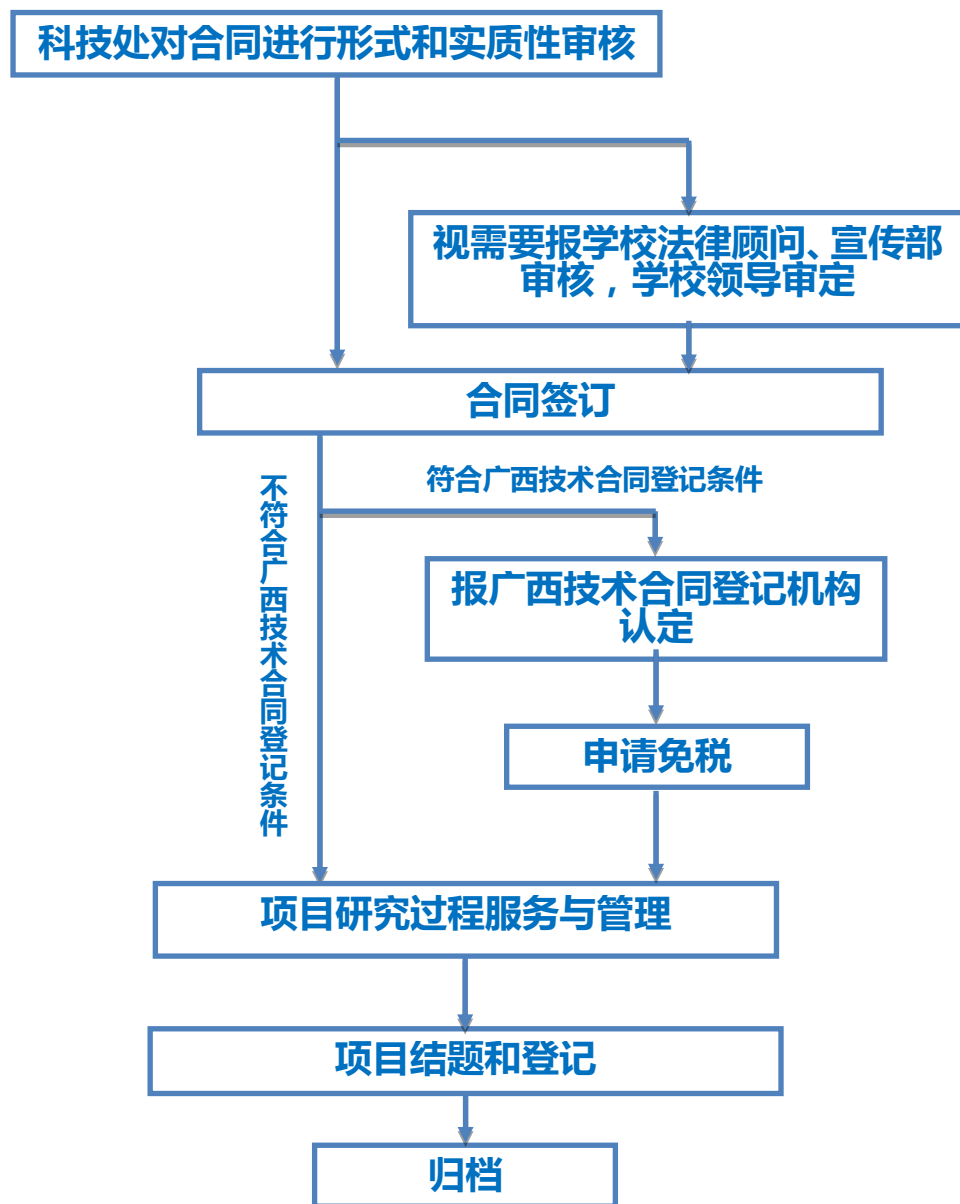 科技处对合同进行形式和实质性审核
视需要报学校法律顾问、宣传部
审核，学校领导审定
合同签订
符合广西技术合同登记条件
不符合广西技术合同登记条件
报广西技术合同登记机构
认定
申请免税
项目研究过程服务与管理
项目结题和登记
归档